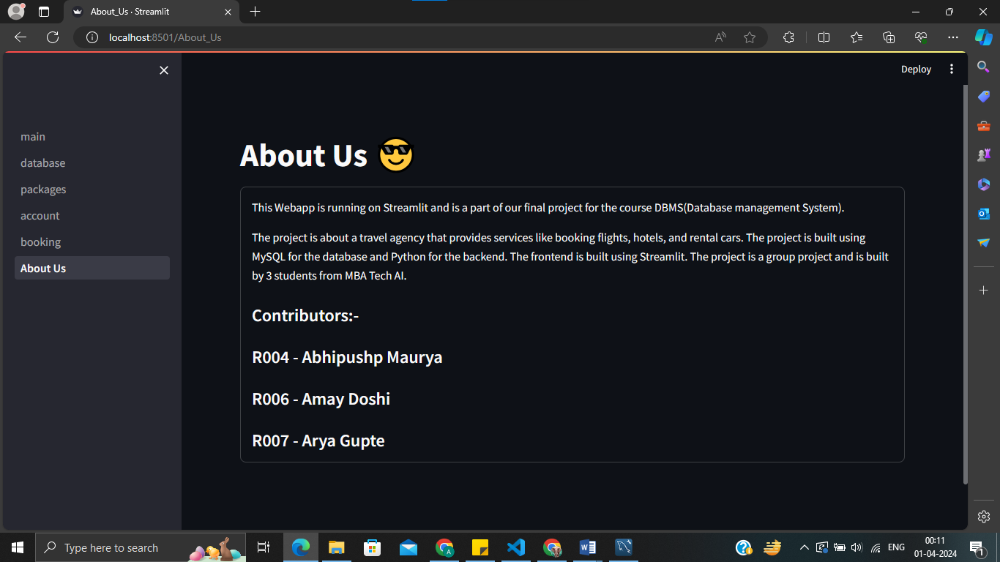 About_Us · Streamlit
localhost:8501/About_Us
Deploy
main
database
packages
account
booking
About Us
About Us 😎
This Webapp is running on Streamlit and is a part of our final project for the course DBMS(Database management System).
The project is about a travel agency that provides services like booking flights, hotels, and rental cars. The project is built using
MySQL for the database and Python for the backend. The frontend is built using Streamlit. The project is a group project and is built
by 3 students from MBA Tech AI.
Contributors:-
R004 - Abhipushp Maurya
R006 - Amay Doshi
R007 - Arya Gupte
Type here to search
ENG
00:11
01-04-2024
1